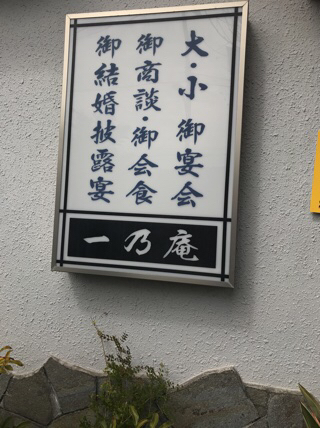 大・小 御宴会
御商談・御会食
御結婚披露宴
一乃庵